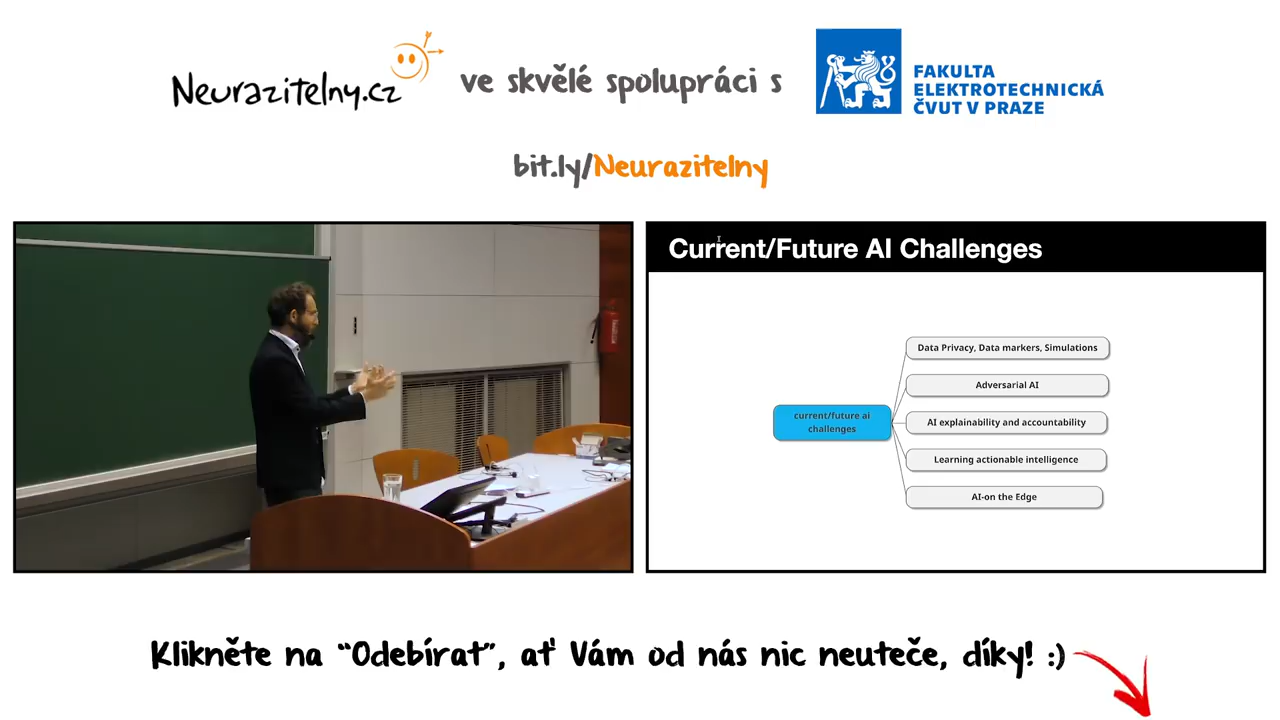 Neurazitelny.cz ve skvělé spolupráci s
FAKULTA
ELEKTROTECHNICKÁ
ČVUT V PRAZE
bit.ly/Neurazitelny
Current/Future AI Challenges
current/future ai
challenges
Data Privacy, Data markers, Simulations
Adversarial AI
AI explainability and accountability
Learning actionable intelligence
AI-on the Edge
Klikněte na “Odebírat”, ať Vám od nás nic neuteče, díky! :)